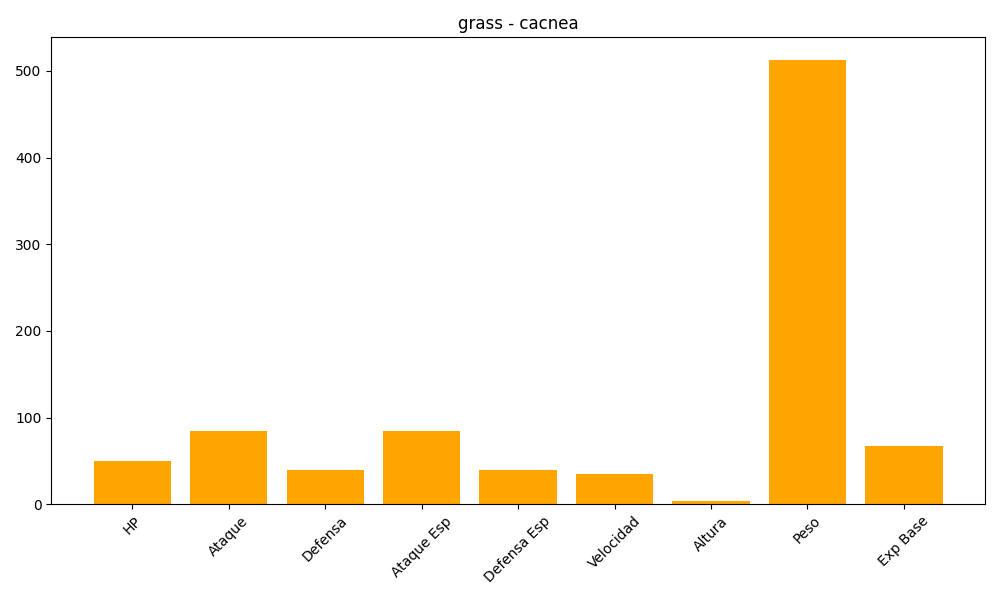 grass - cacnea
500
400
300
200
100
0
HP
Ataque
Defensa
Ataque Esp
Defensa Esp
Velocidad
Altura
Peso
Exp Base